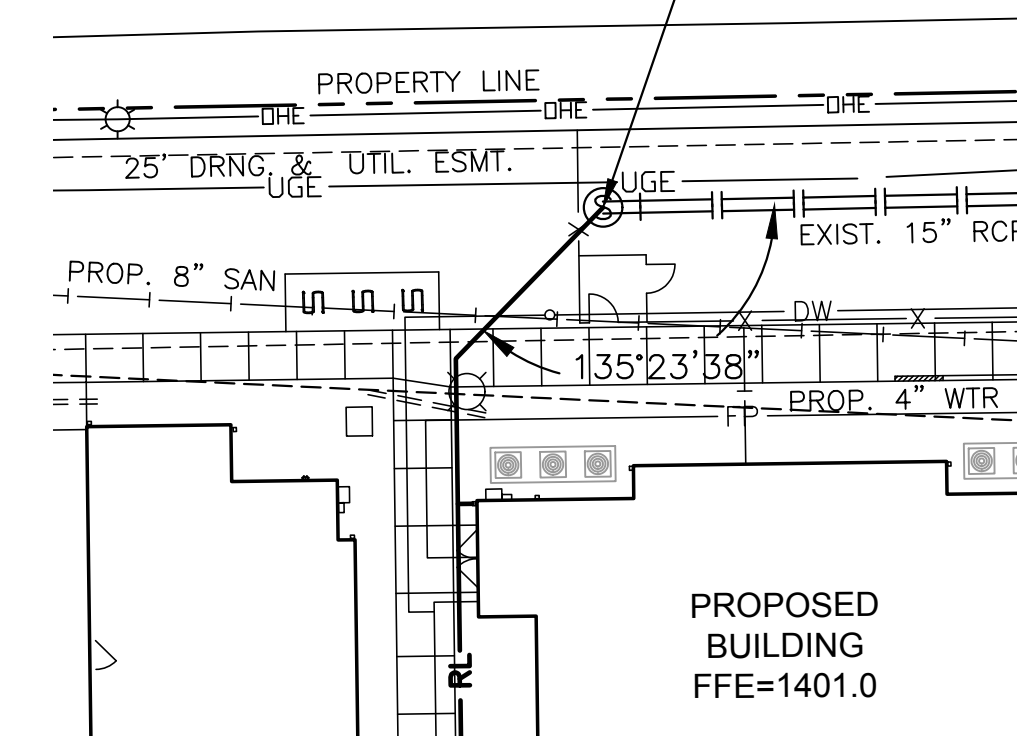 PROPERTY LINE
OHE OHE OHE
25' DRNG. & UTIL. ESMT.
UGE UGE
S
EXIST. 15" RCP
PROP. 8" SAN
S S S
DW
X X
135°23'38"
PROP. 4" WTR
FP
PROPOSED
BUILDING
FFE=1401.0
RL